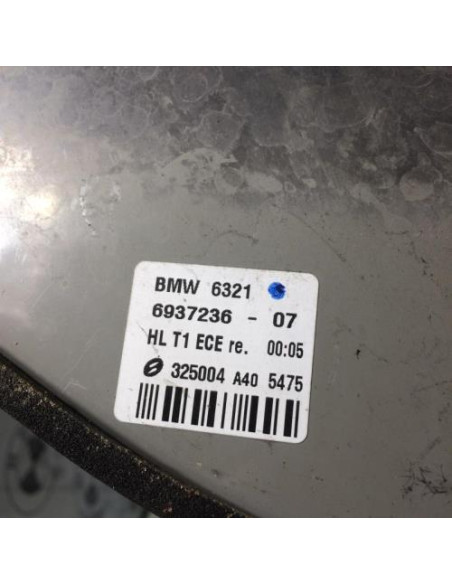 BMW 6321
6937236 - 07
HL T1 ECE re. 00:05
325004 A40 5475